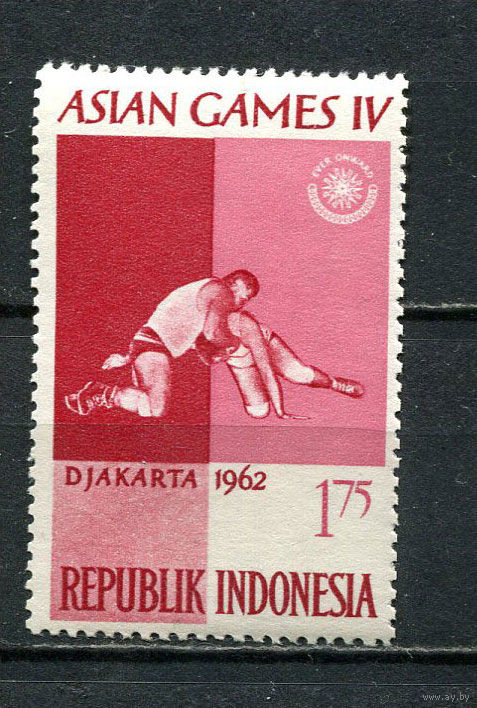 ASIAN GAMES IV
EVER ONWARD
DJAKARTA 1962
1 75
REPUBLIK INDONESIA
www.ay.by